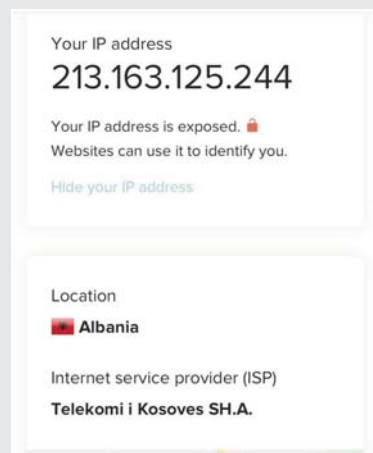 Your IP address
213.163.125.244
Your IP address is exposed.
Websites can use it to identify you.
Hide your IP address
Location
Albania
Internet service provider (ISP)
Telekomi i Kosoves SH.A.